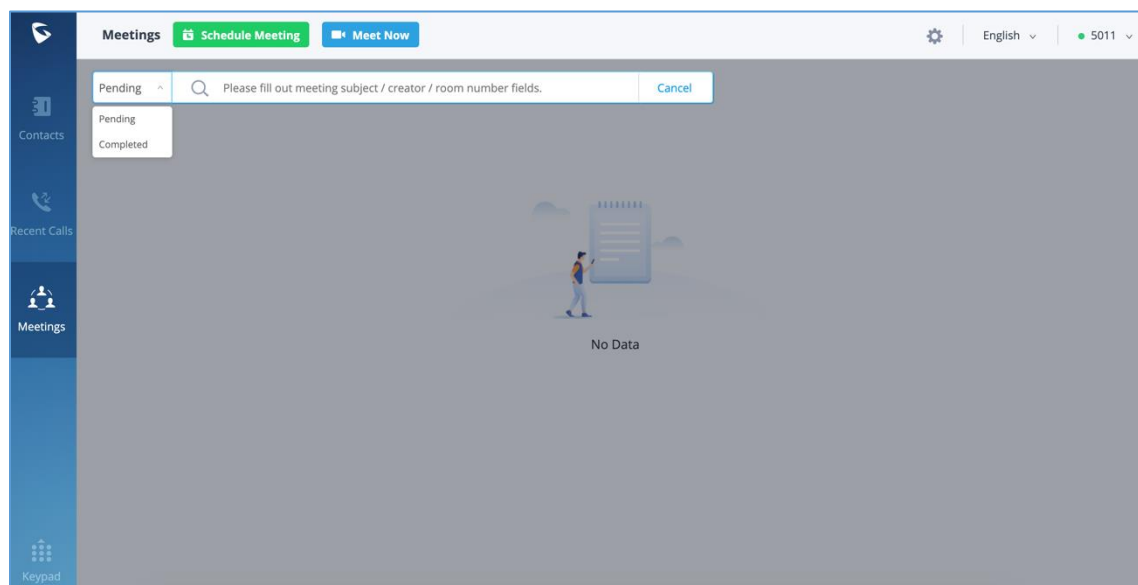 Meetings
Schedule Meeting
Meet Now
English
5011
Pending
Please fill out meeting subject / creator / room number fields.
Cancel
Pending
Completed
Contacts
Recent Calls
Meetings
No Data
Keypad